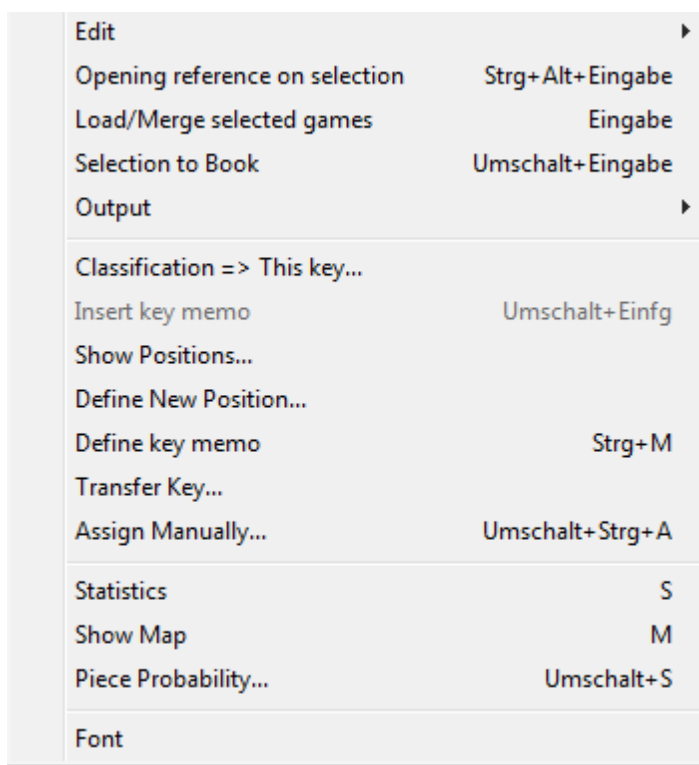 Edit
Opening reference on selection Strg+Alt+Eingabe
Load/Merge selected games Eingabe
Selection to Book Umschalt+Eingabe
Output
Classification => This key...
Insert key memo Umschalt+Einfg
Show Positions...
Define New Position...
Define key memo Strg+M
Transfer Key...
Assign Manually... Umschalt+Strg+A
Statistics S
Show Map M
Piece Probability... Umschalt+S
Font